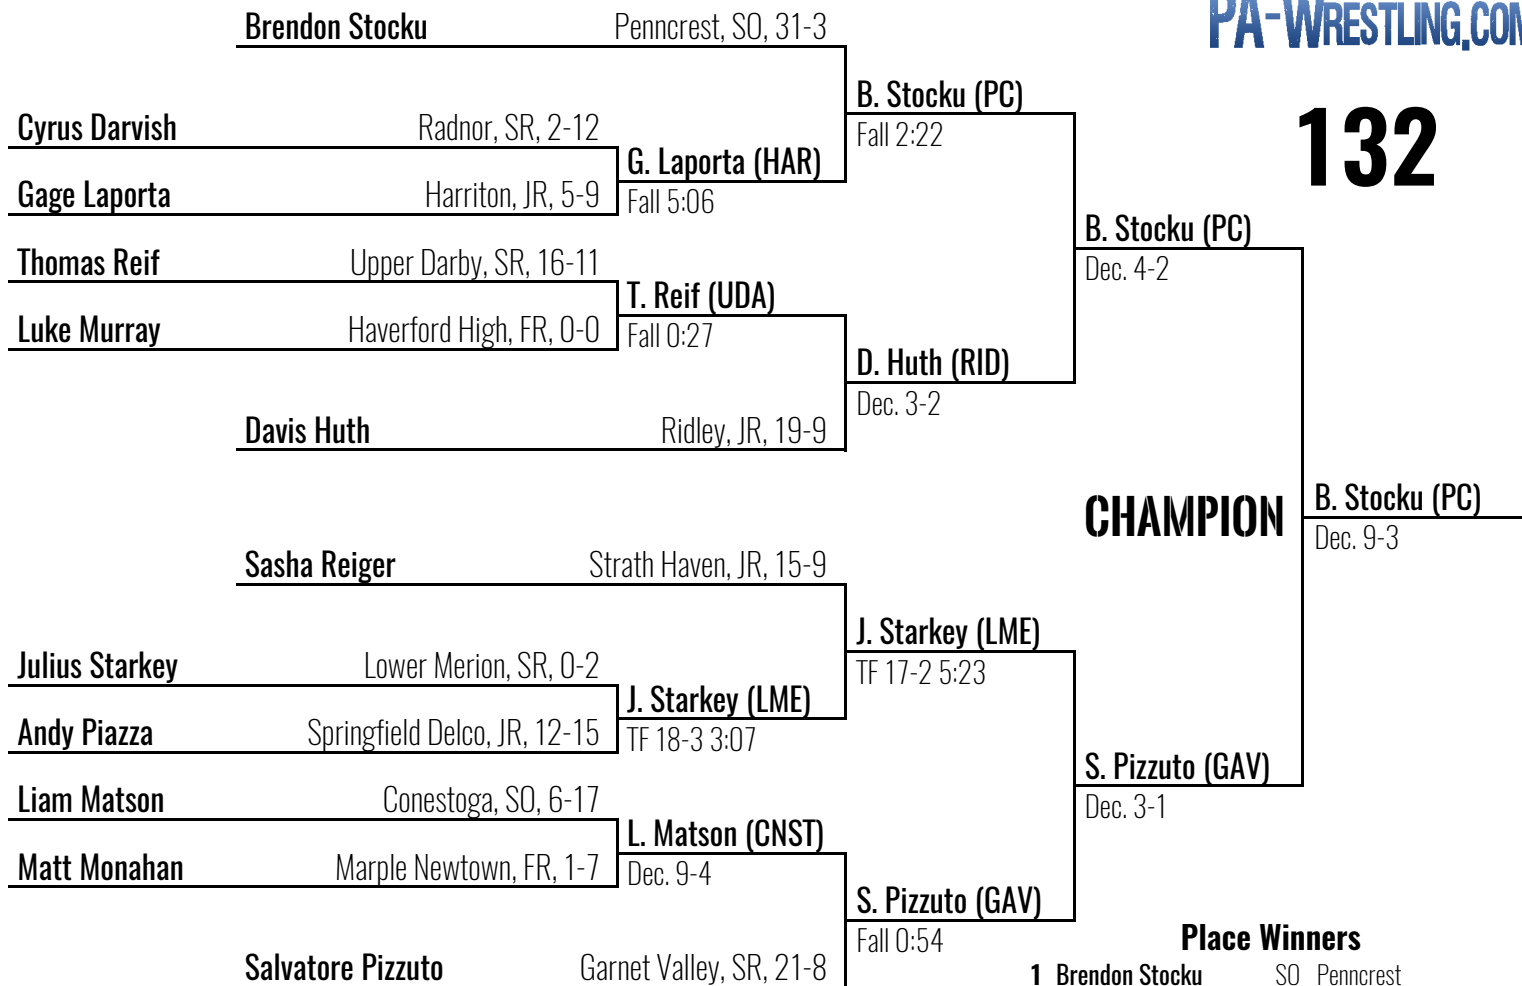 PA-WRESTLING.COM
132
Brendon Stocku Penncrest, SO, 31-3
B. Stocku (PC)
Fall 2:22
Cyrus Darvish Radnor, SR, 2-12
G. Laporta (HAR)
Fall 5:06
Gage Laporta Harriton, JR, 5-9
B. Stocku (PC)
Dec. 4-2
Thomas Reif Upper Darby, SR, 16-11
T. Reif (UDA)
Fall 0:27
Luke Murray Haverford High, FR, 0-0
D. Huth (RID)
Dec. 3-2
Davis Huth Ridley, JR, 19-9
CHAMPION
B. Stocku (PC)
Dec. 9-3
Sasha Reiger Strath Haven, JR, 15-9
J. Starkey (LME)
TF 17-2 5:23
Julius Starkey Lower Merion, SR, 0-2
J. Starkey (LME)
TF 18-3 3:07
Andy Piazza Springfield Delco, JR, 12-15
S. Pizzuto (GAV)
Dec. 3-1
Liam Matson Conestoga, SO, 6-17
L. Matson (CNST)
Dec. 9-4
Matt Monahan Marple Newtown, FR, 1-7
S. Pizzuto (GAV)
Fall 0:54
Salvatore Pizzuto Garnet Valley, SR, 21-8
Place Winners
1 Brendon Stocku SO Penncrest